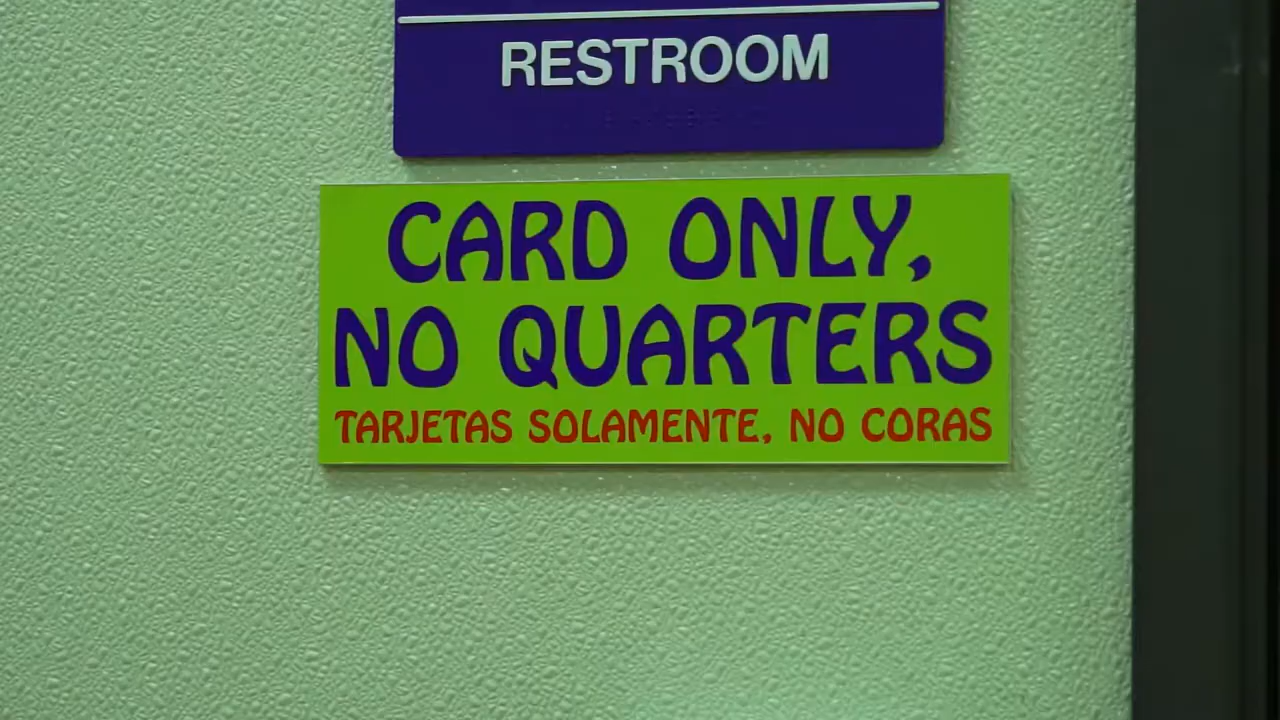 RESTROOM
CARD ONLY,
NO QUARTERS
TARJETAS SOLAMENTE, NO CORAS